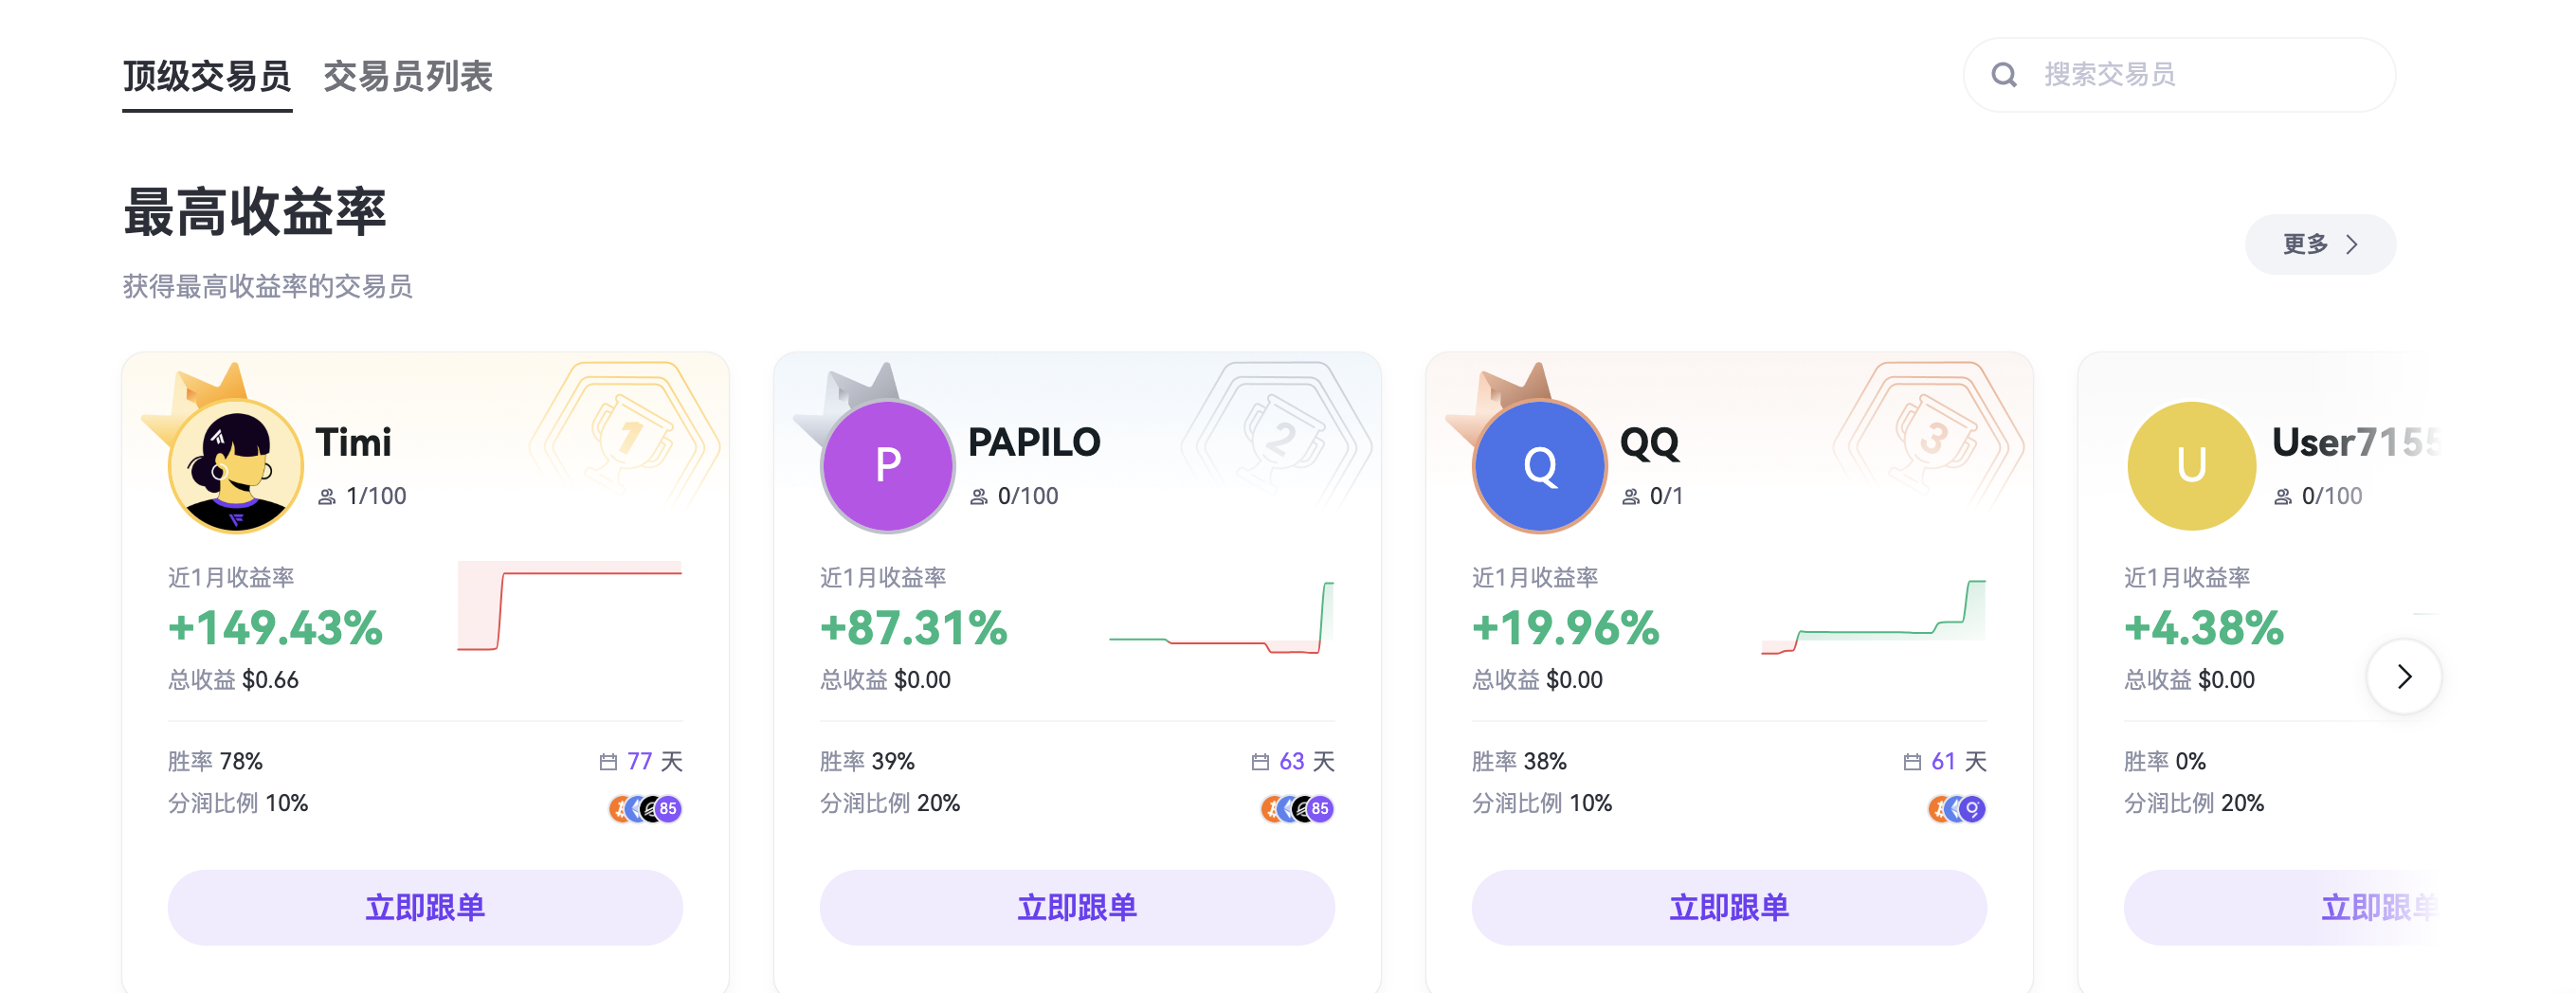 顶级交易员 交易员列表
搜索交易员
最高收益率
获得最高收益率的交易员
更多
1
Timi
1/100
近1月收益率
+149.43%
总收益 $0.66
胜率 78%
77 天
分润比例 10%
85
立即跟单
2
P
PAPILO
0/100
近1月收益率
+87.31%
总收益 $0.00
胜率 39%
63 天
分润比例 20%
85
立即跟单
3
Q
QQ
0/1
近1月收益率
+19.96%
总收益 $0.00
胜率 38%
61 天
分润比例 10%
立即跟单
U
User7155
0/100
近1月收益率
+4.38%
总收益 $0.00
胜率 0%
分润比例 20%
立即跟单